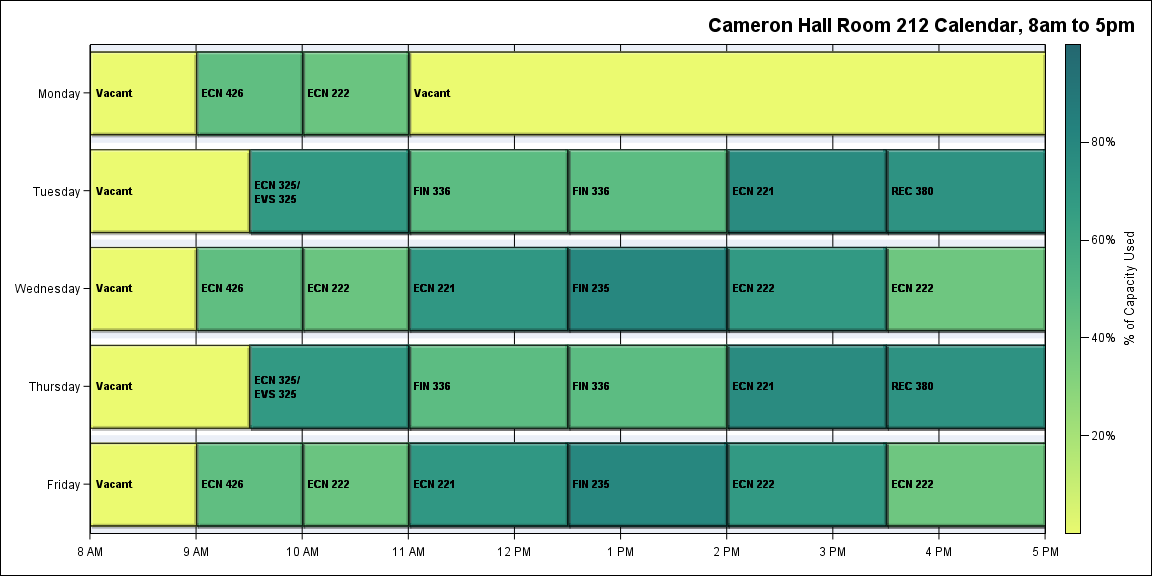 Cameron Hall Room 212 Calendar, 8am to 5pm
Monday
Vacant
ECN 426
ECN 222
Vacant
Tuesday
Vacant
ECN 325/
EVS 325
FIN 336
FIN 336
ECN 221
REC 380
Wednesday
Vacant
ECN 426
ECN 222
ECN 221
FIN 235
ECN 222
ECN 222
Thursday
Vacant
ECN 325/
EVS 325
FIN 336
FIN 336
ECN 221
REC 380
Friday
Vacant
ECN 426
ECN 222
ECN 221
FIN 235
ECN 222
ECN 222
8 AM
9 AM
10 AM
11 AM
12 PM
1 PM
2 PM
3 PM
4 PM
5 PM
80%
60%
40%
20%
% of Capacity Used